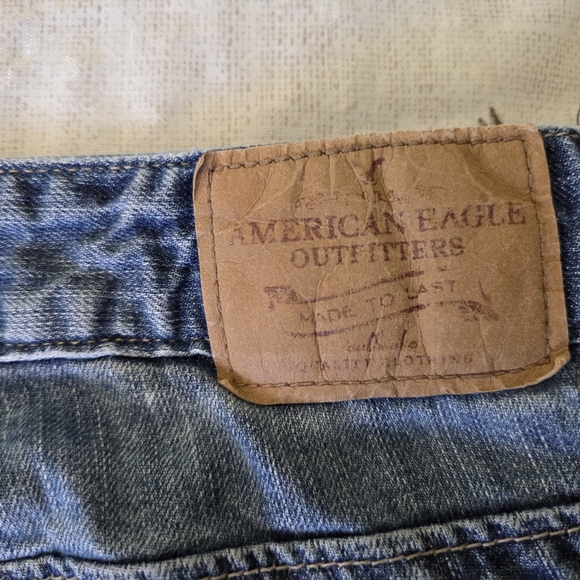 AMERICAN EAGLE
OUTFITTERS
MADE TO LAST
QUALITY CLOTHING